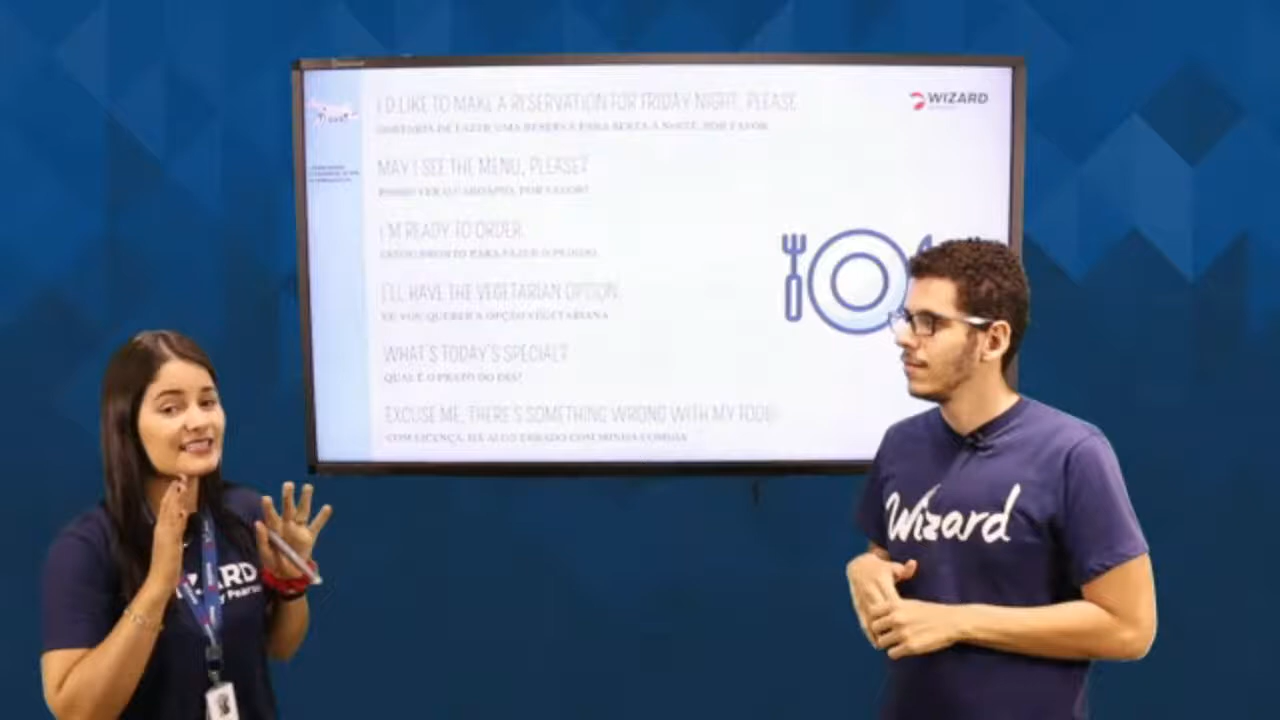 I'D LIKE TO MAKE A RESERVATION FOR FRIDAY NIGHT, PLEASE
GOSTARIA DE FAZER UMA RESERVA PARA SEXTA À NOITE, POR FAVOR
WIZARD
MAY I SEE THE MENU, PLEASE?
POSSO VER O CARDÁPIO, POR FAVOR?
I'M READY TO ORDER.
ESTOU PRONTO PARA FAZER O PEDIDO.
I'LL HAVE THE VEGETARIAN OPTION.
EU VOU QUERER A OPÇÃO VEGETARIANA
WHAT'S TODAY'S SPECIAL?
QUAL É O PRATO DO DIA?
EXCUSE ME, THERE'S SOMETHING WRONG WITH MY FOOD
COM LICENÇA, HÁ ALGO ERRADO COM MINHA COMIDA
Wizard